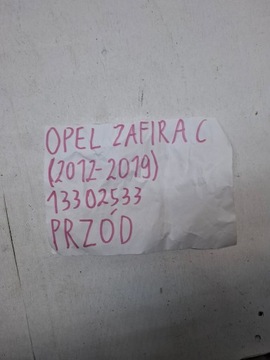 OPEL ZAFIRA C
(2012-2019)
13302533
PRZÓD